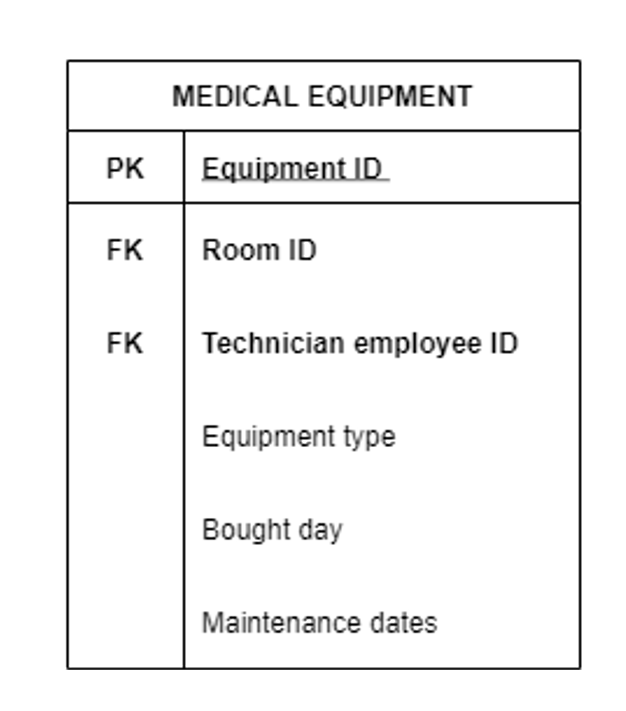 MEDICAL EQUIPMENT
PK Equipment ID
FK Room ID
FK Technician employee ID
Equipment type
Bought day
Maintenance dates